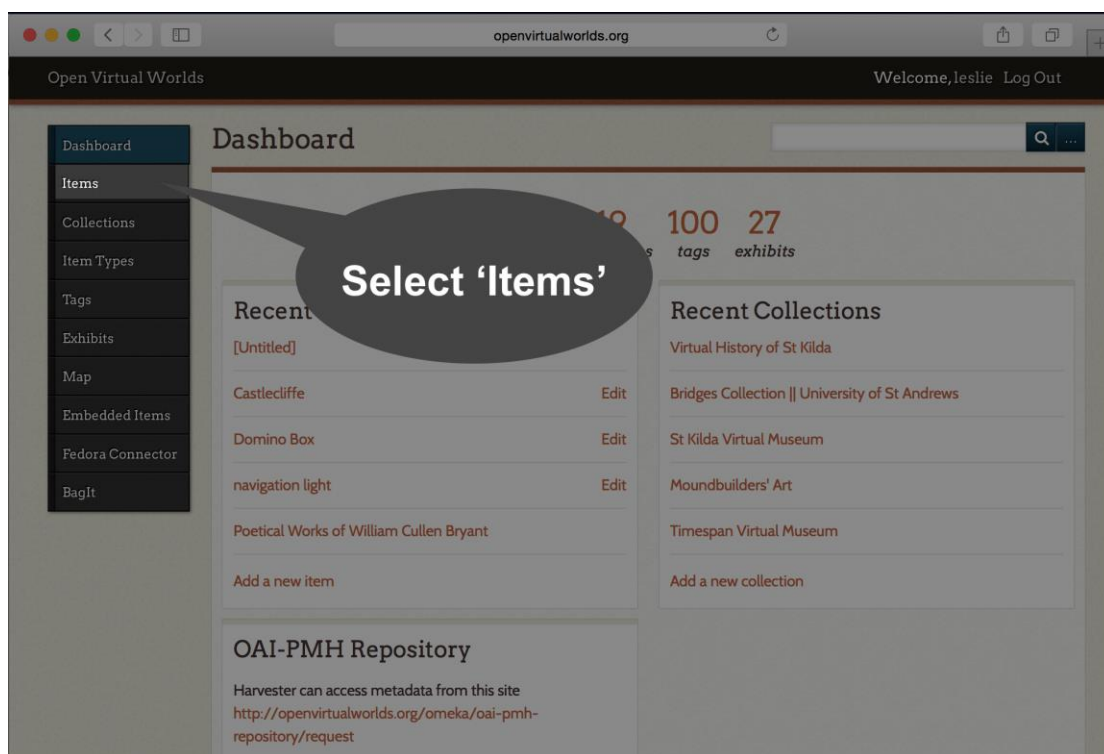 openvirtualworlds.org
Open Virtual Worlds
Welcome, leslie Log Out
Dashboard
Items
Collections
Item Types
Tags
Exhibits
Map
Embedded Items
Fedora Connector
BagIt
Dashboard
...
100 27
tags exhibits
Select ‘Items’
Recent
[Untitled]
Castlecliffe Edit
Domino Box Edit
navigation light Edit
Poetical Works of William Cullen Bryant
Add a new item
Recent Collections
Virtual History of St Kilda
Bridges Collection || University of St Andrews
St Kilda Virtual Museum
Moundbuilders' Art
Timespan Virtual Museum
Add a new collection
OAI-PMH Repository
Harvester can access metadata from this site
http://openvirtualworlds.org/omeka/oai-pmh-
repository/request